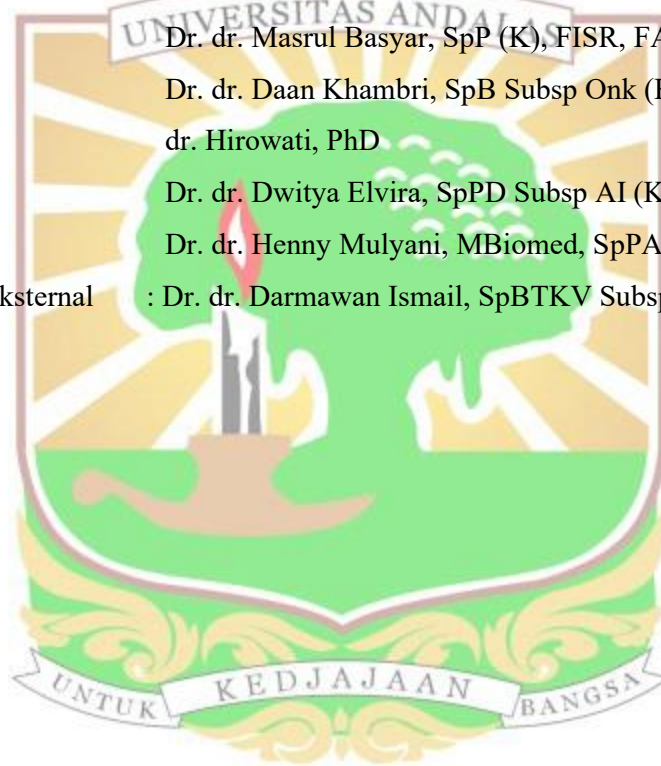 UNIVERSITAS ANDALAS
Dr. dr. Masrul Basyar, SpP (K), FISR, FA
Dr. dr. Daan Khambri, SpB Subsp Onk (
dr. Hirowati, PhD
Dr. dr. Dwitya Elvira, SpPD Subsp AI (K
Dr. dr. Henny Mulyani, MBiomed, SpPA
ksternal : Dr. dr. Darmawan Ismail, SpBTKV Subsp
UNTUK KEDJAJAAN BANGSA